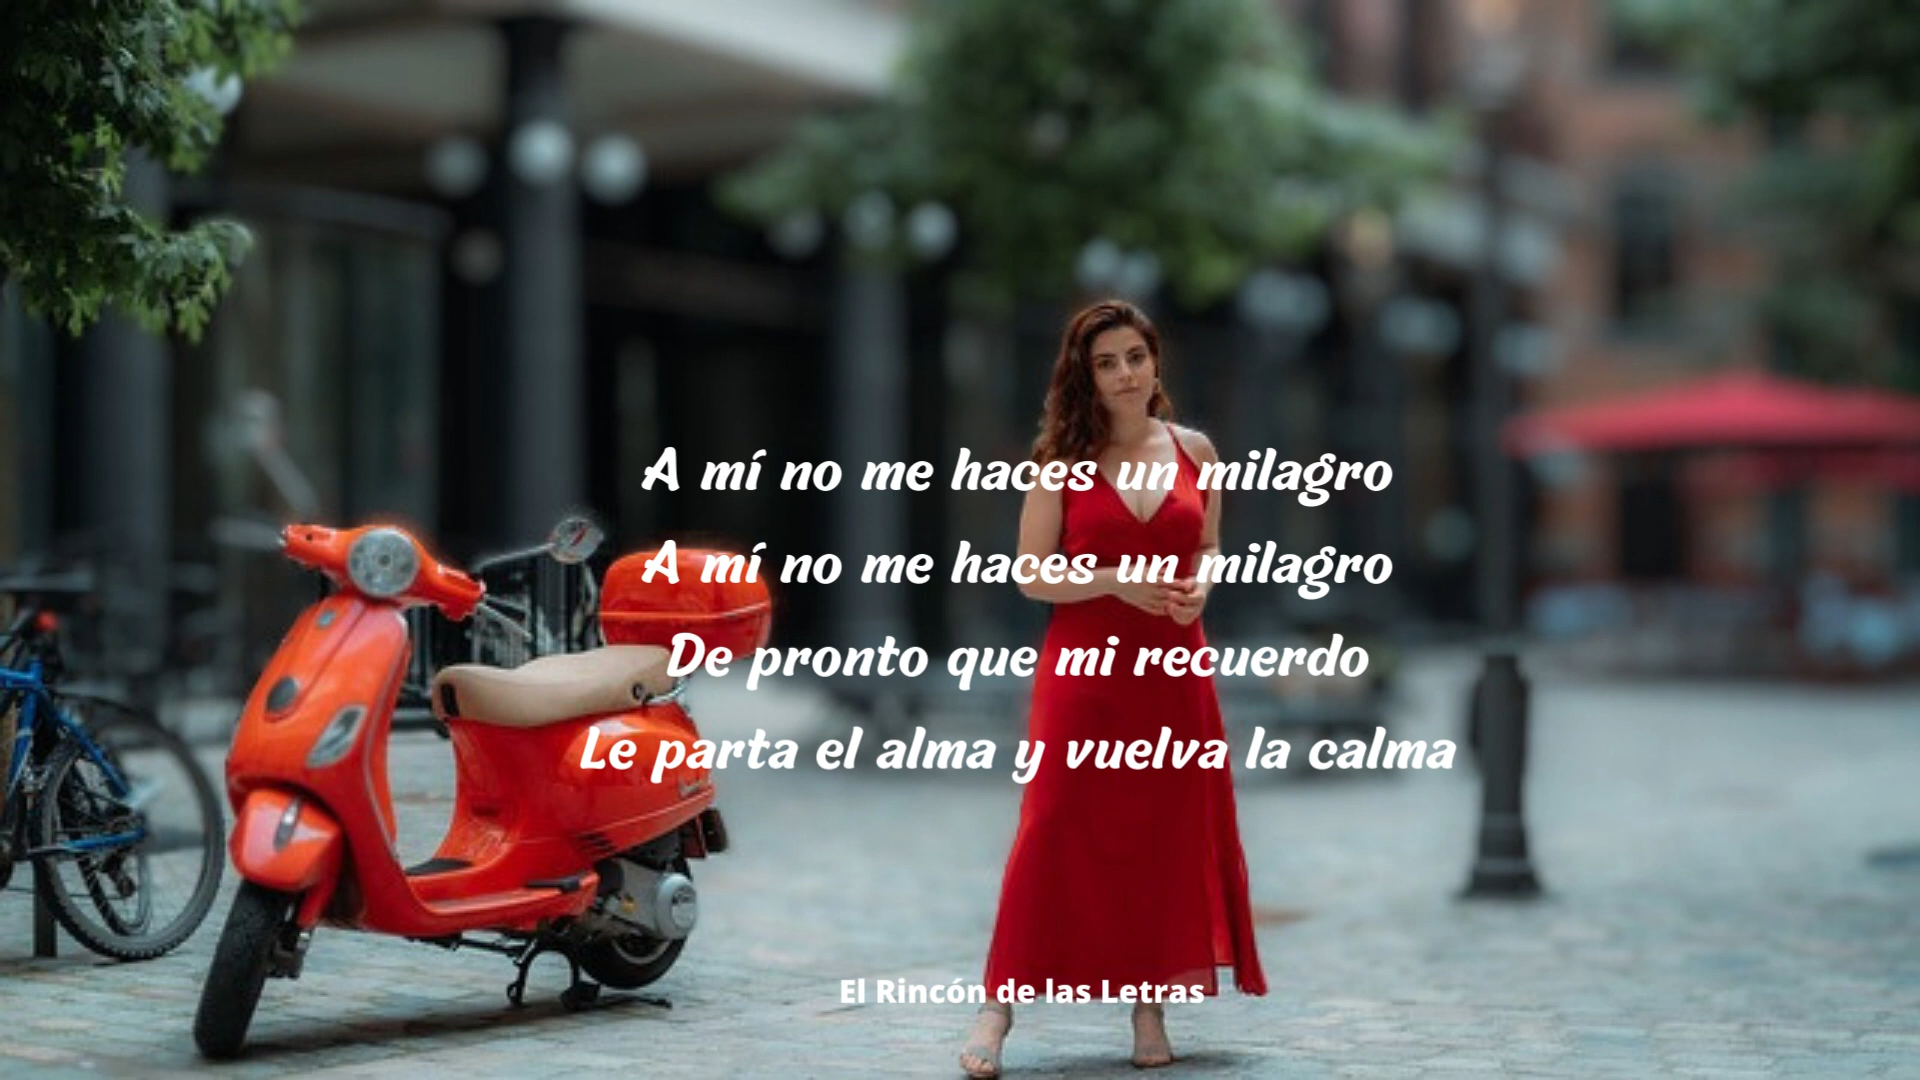 A mí no me haces un milagro
A mí no me haces un milagro
De pronto que mi recuerdo
Le parta el alma y vuelva la calma
El Rincón de las Letras